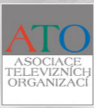 ATO
ASOCIACE
TELEVIZNÍCH
ORGANIZACÍ